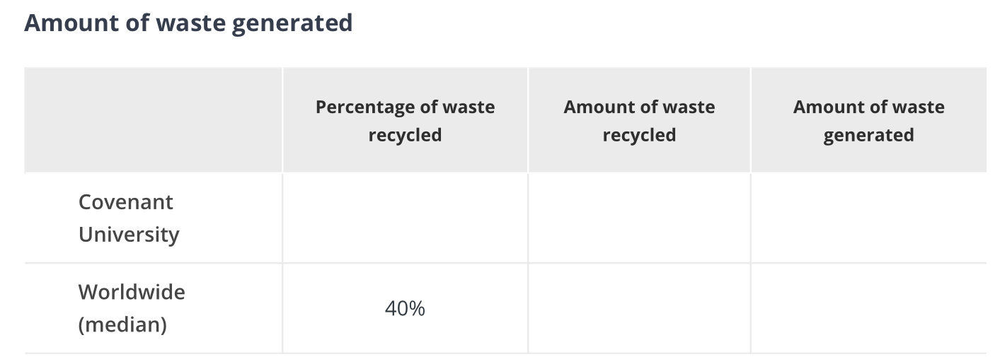 Amount of waste generated
Percentage of waste
recycled
Amount of waste
recycled
Amount of waste
generated
Covenant
University
Worldwide
(median)
40%